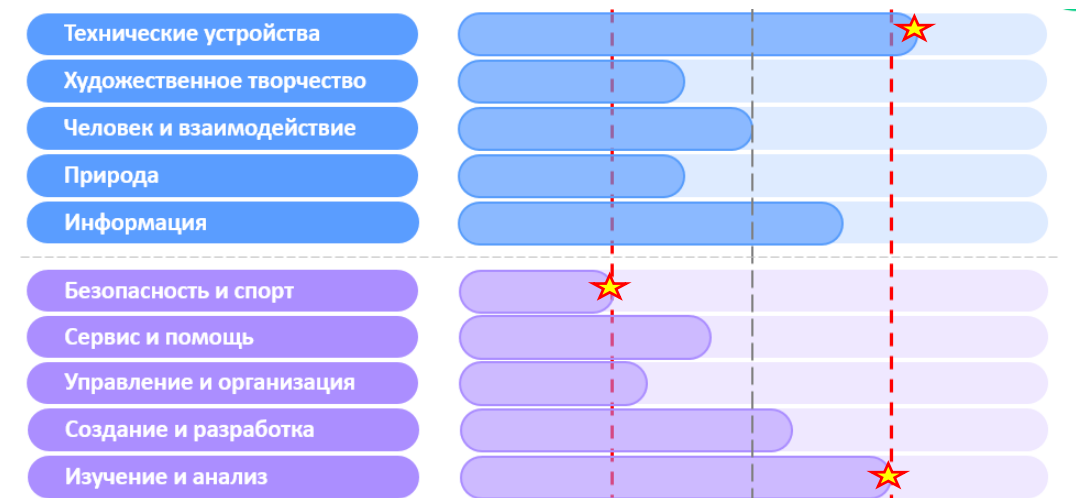 Технические устройства
Художественное творчество
Человек и взаимодействие
Природа
Информация
Безопасность и спорт
Сервис и помощь
Управление и организация
Создание и разработка
Изучение и анализ